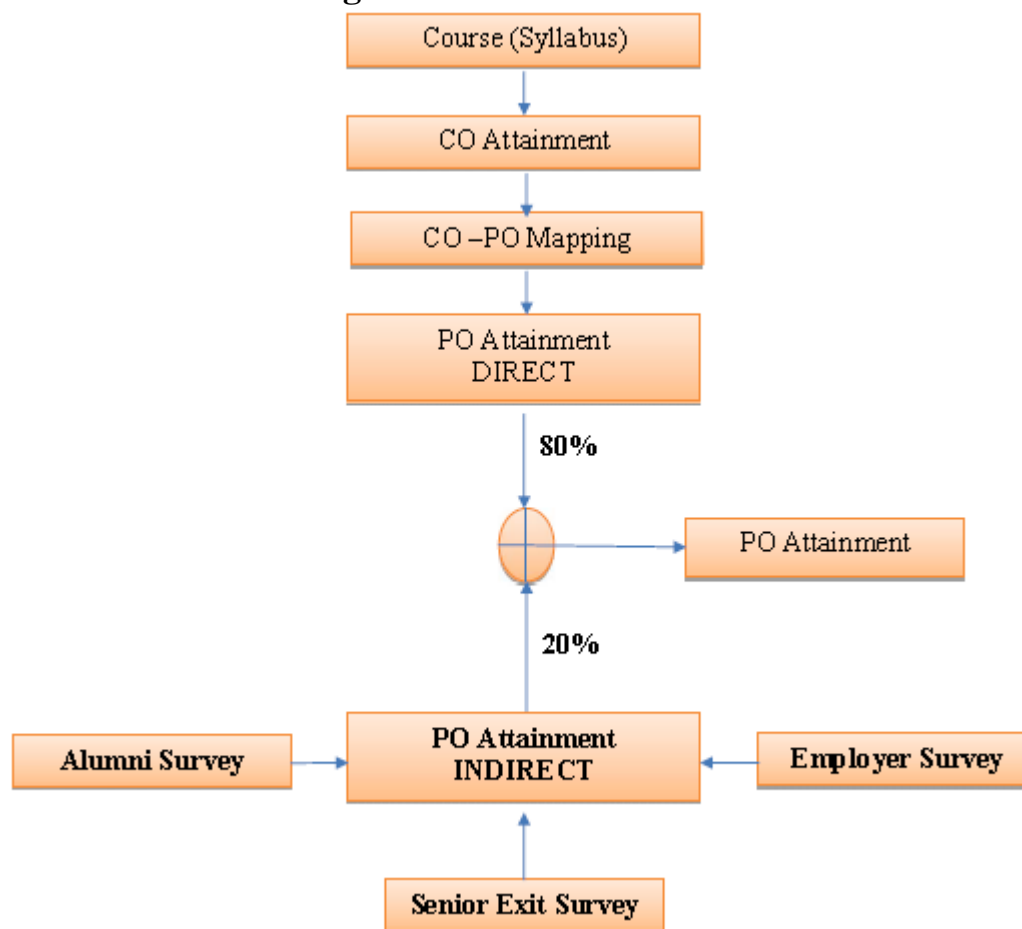 Course (Syllabus)
CO Attainment
CO –PO Mapping
PO Attainment
DIRECT
80%
PO Attainment
20%
PO Attainment
INDIRECT
Alumni Survey
Employer Survey
Senior Exit Survey